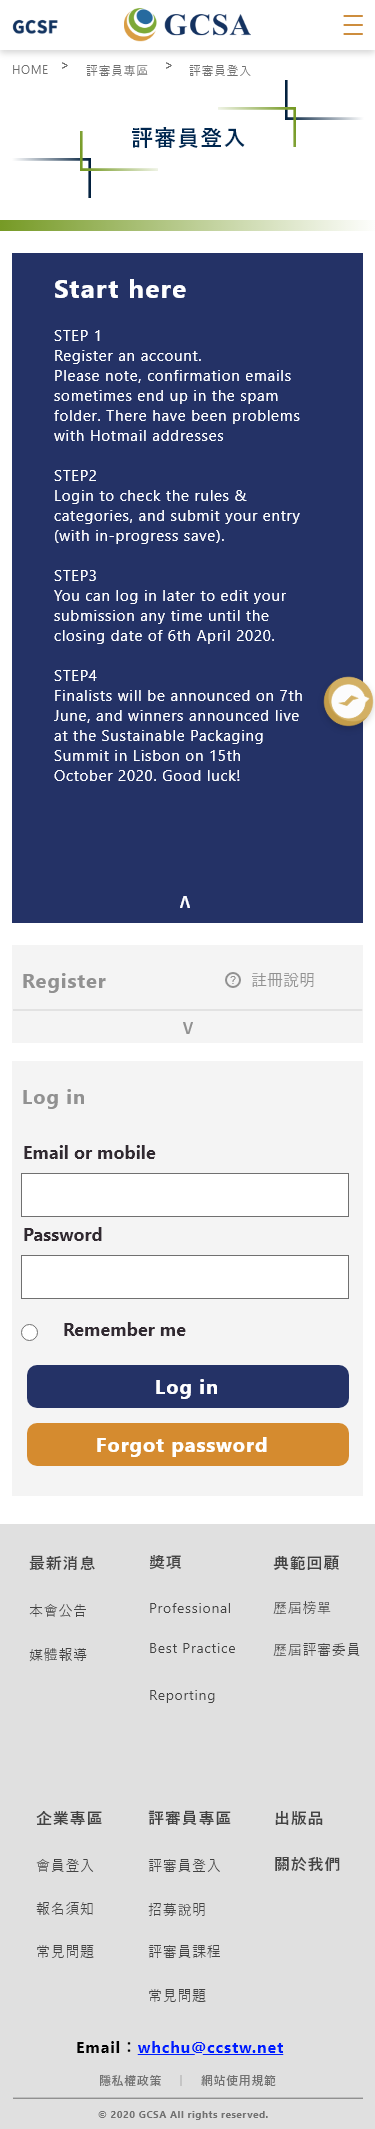 GCSF
GCSA
HOME > 評審員專區 > 評審員登入
評審員登入
Start here
STEP 1
Register an account.
Please note, confirmation emails
sometimes end up in the spam
folder. There have been problems
with Hotmail addresses
STEP2
Login to check the rules &
categories, and submit your entry
(with in-progress save).
STEP3
You can log in later to edit your
submission any time until the
closing date of 6th April 2020.
STEP4
Finalists will be announced on 7th
June, and winners announced live
at the Sustainable Packaging
Summit in Lisbon on 15th
October 2020. Good luck!
Register ? 註冊說明
Log in
Email or mobile
Password
Remember me
Log in
Forgot password
最新消息 獎項 典範回顧
本會公告 Professional 歷屆榜單
媒體報導 Best Practice 歷屆評審委員
Reporting
企業專區 評審員專區 出版品
會員登入 評審員登入 關於我們
報名須知 招募說明
常見問題 評審員課程
常見問題
Email：whchu@ccstw.net
隱私權政策 | 網站使用規範
© 2020 GCSA All rights reserved.